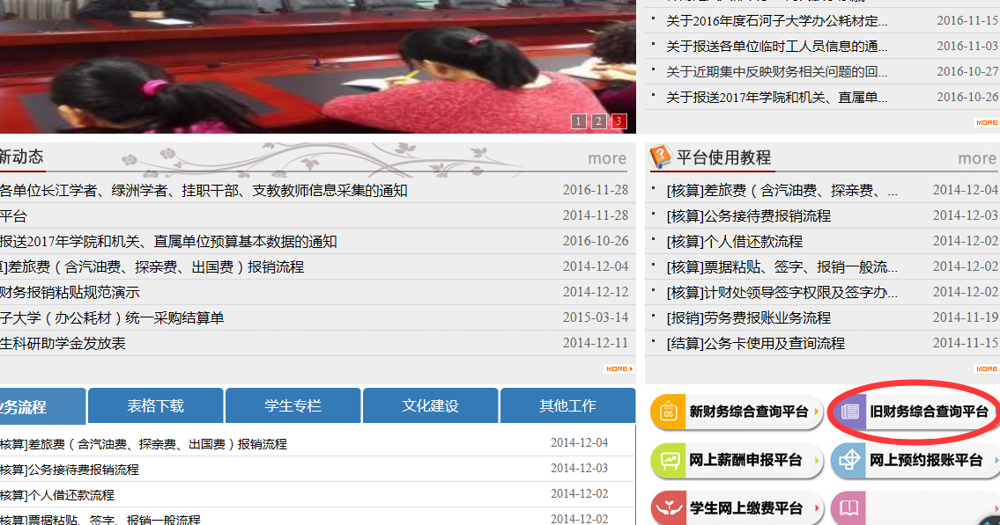 关于2016年度石河子大学办公耗材定... 2016-11-15
关于报送各单位临时工人员信息的通... 2016-11-03
关于近期集中反映财务相关问题的回... 2016-10-27
关于报送2017年学院和机关、直属单... 2016-10-26
1 2 3
MORE
新动态 more
各单位长江学者、绿洲学者、挂职干部、支教教师信息采集的通知 2016-11-28
平台 2014-11-28
报送2017年学院和机关、直属单位预算基本数据的通知 2016-10-26
]差旅费（含汽油费、探亲费、出国费）报销流程 2014-12-04
财务报销粘贴规范演示 2014-12-12
子大学（办公耗材）统一采购结算单 2015-03-14
生科研助学金发放表 2014-12-11
MORE
平台使用教程 more
[核算]差旅费（含汽油费、探亲费、... 2014-12-04
[核算]公务接待费报销流程 2014-12-03
[核算]个人借还款流程 2014-12-02
[核算]票据粘贴、签字、报销一般流... 2014-12-02
[核算]计财处领导签字权限及签字办... 2014-12-02
[报销]劳务费报账业务流程 2014-11-19
[结算]公务卡使用及查询流程 2014-11-15
MORE
业务流程 表格下载 学生专栏 文化建设 其他工作
核算]差旅费（含汽油费、探亲费、出国费）报销流程 2014-12-04
核算]公务接待费报销流程 2014-12-03
核算]个人借还款流程 2014-12-02
核算]票据粘贴、签字、报销一般流程 2014-12-02
05 新财务综合查询平台
旧财务综合查询平台
网上薪酬申报平台
网上预约报账平台
学生网上缴费平台